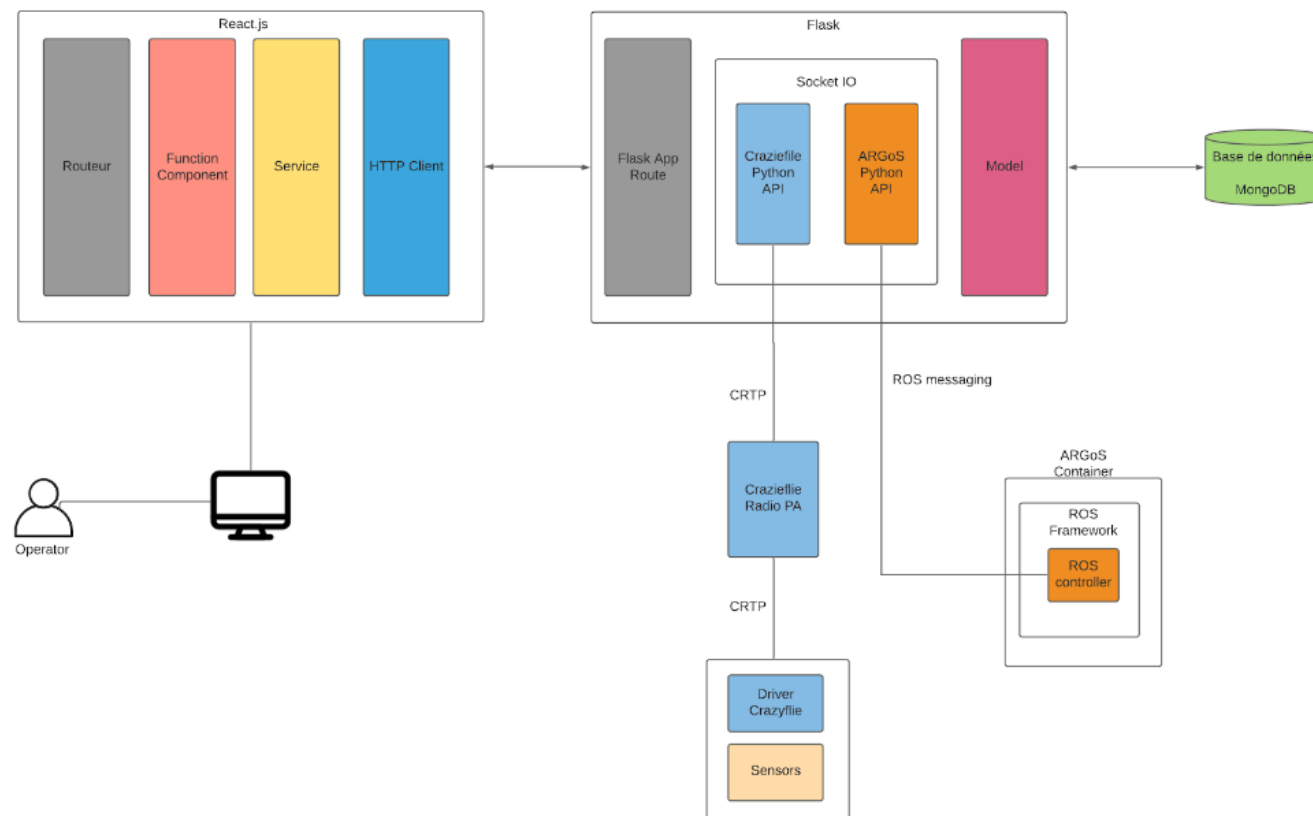 React.js
Routeur
Function
Component
Service
HTTP Client
Flask
Flask App
Route
Socket IO
Craziefile
Python
API
ARGoS
Python
API
Model
Base de donnée
MongoDB
CRTP
ROS messaging
Crazieflie
Radio PA
CRTP
ARGoS
Container
ROS
Framework
ROS
controller
Operator
Driver
Crazyflie
Sensors